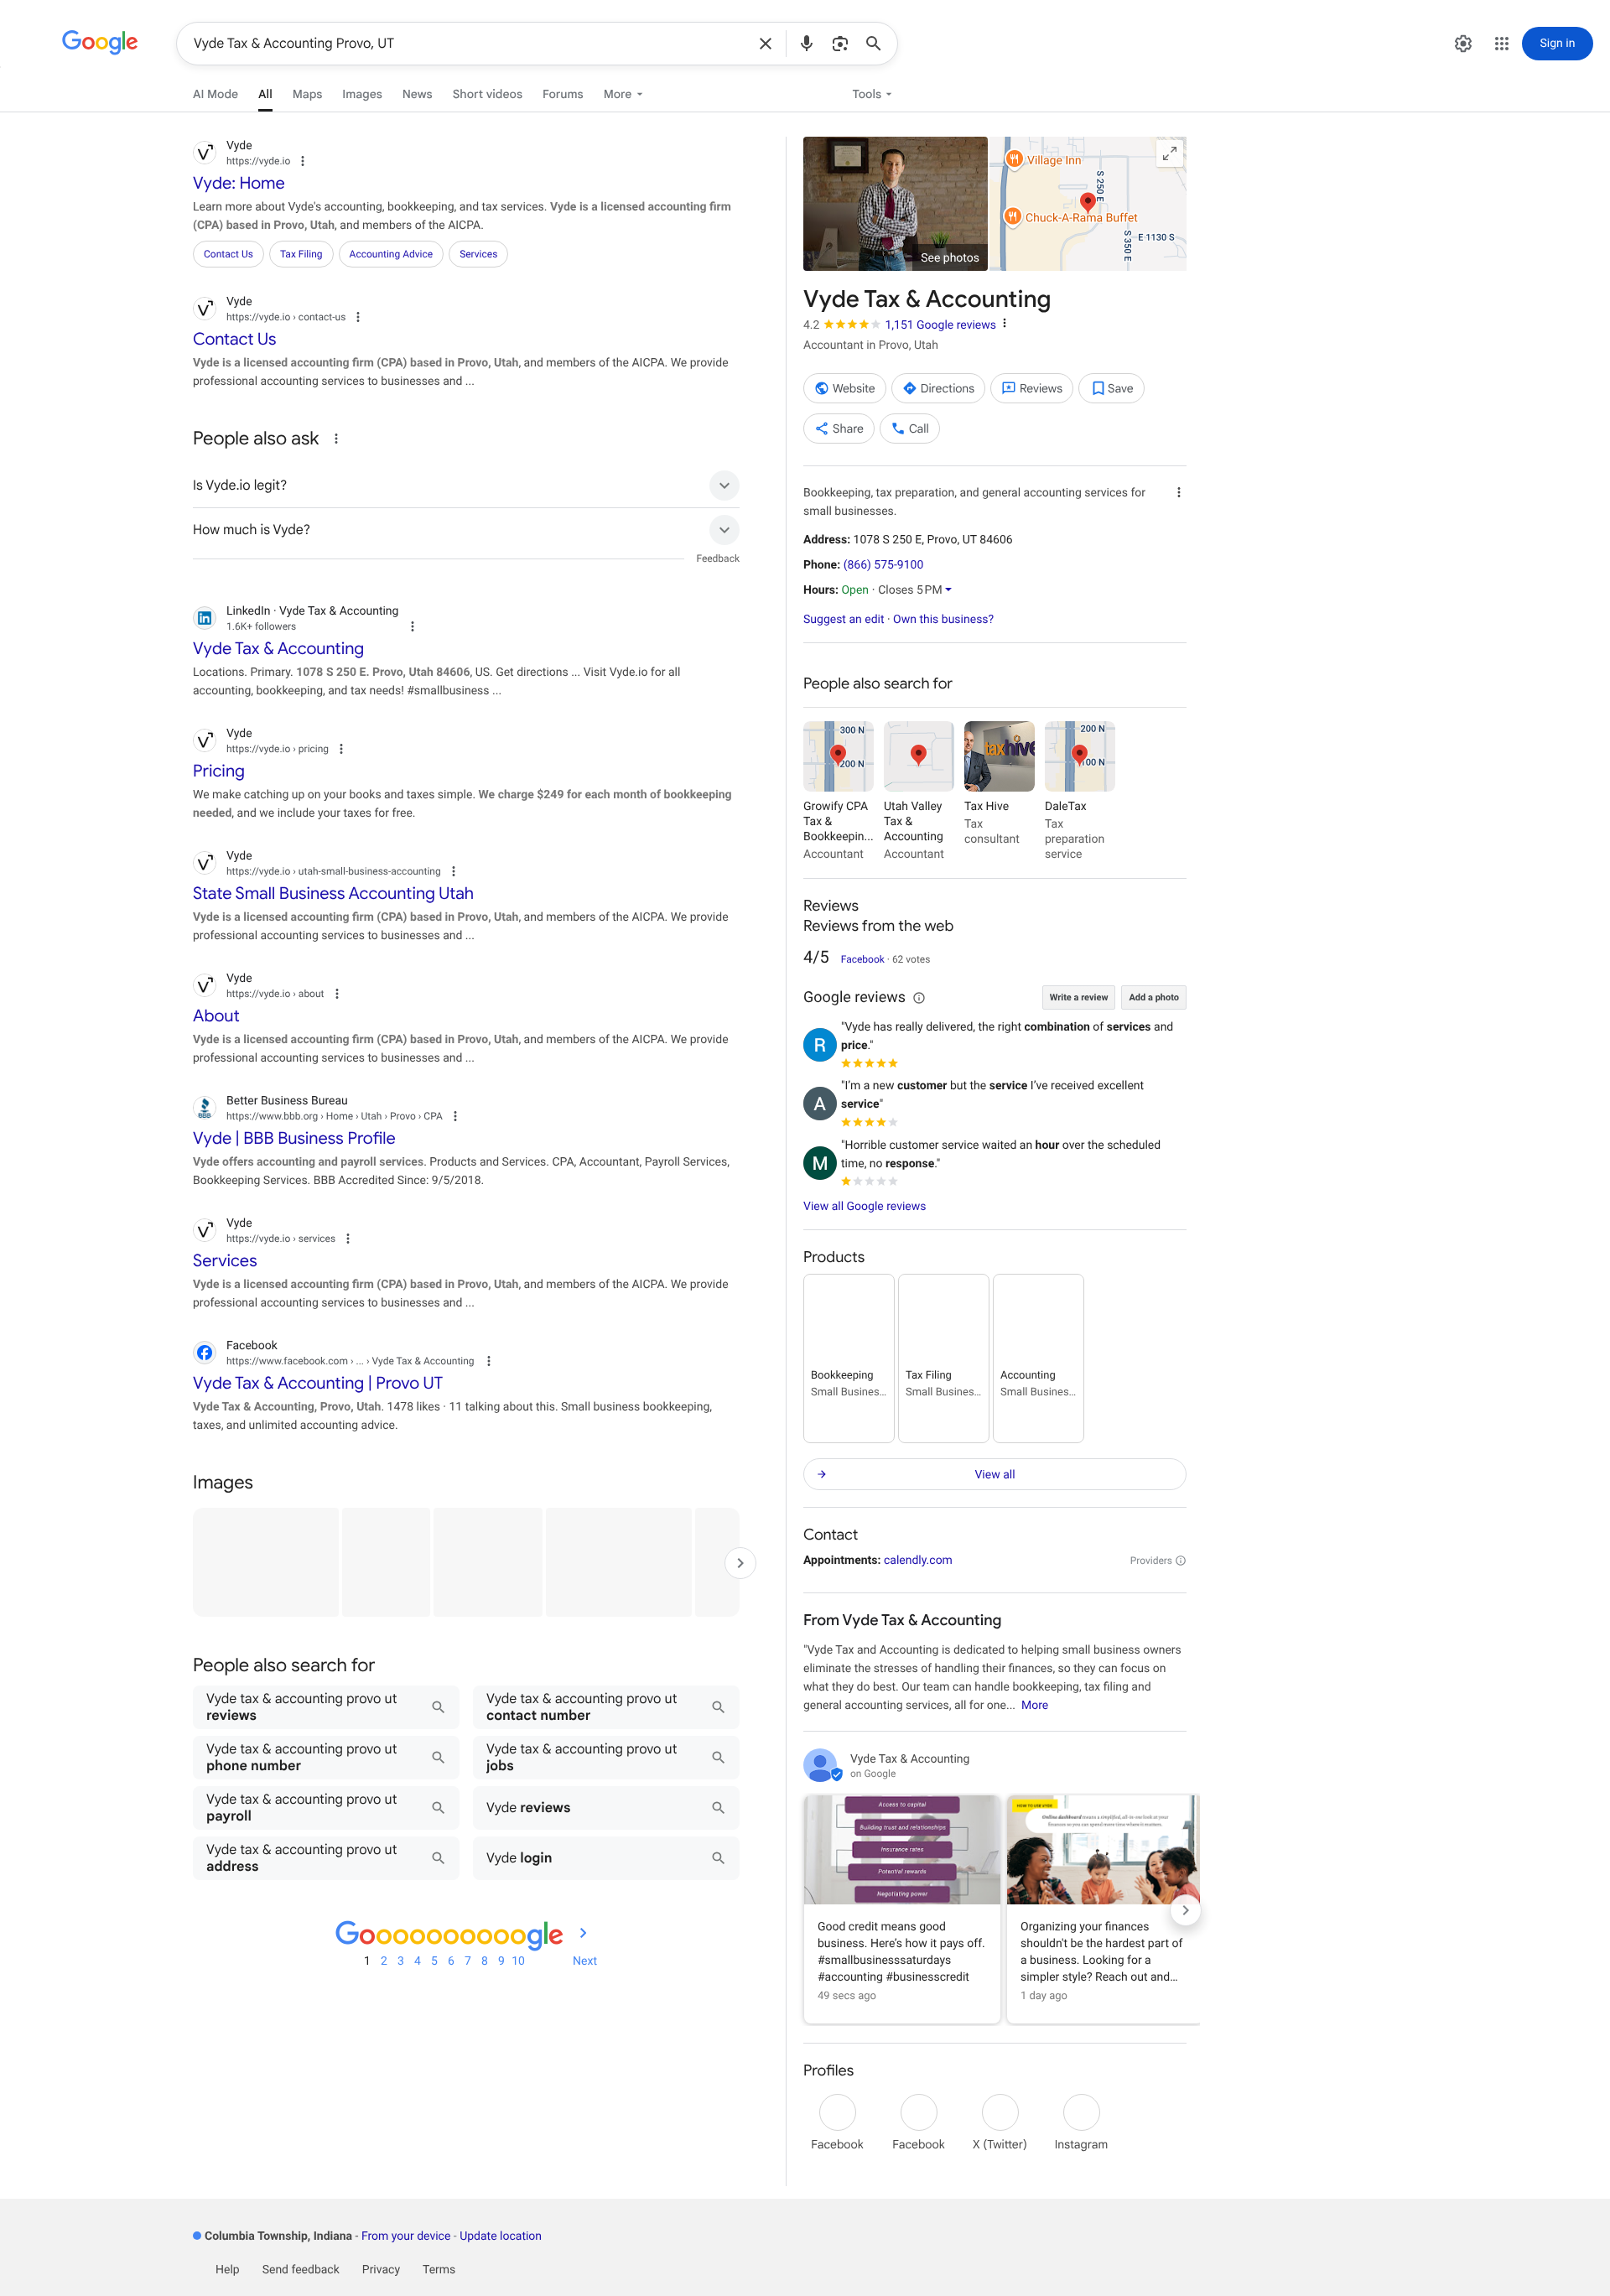 Google
Vyde Tax & Accounting Provo, UT
Sign in
AI Mode
All
Maps
Images
News
Short videos
Forums
More
Tools
Vyde
https://vyde.io
Vyde: Home
Learn more about Vyde's accounting, bookkeeping, and tax services. Vyde is a licensed accounting firm
(CPA) based in Provo, Utah, and members of the AICPA.
Contact Us
Tax Filing
Accounting Advice
Services
Vyde
https://vyde.io › contact-us
Contact Us
Vyde is a licensed accounting firm (CPA) based in Provo, Utah, and members of the AICPA. We provide
professional accounting services to businesses and ...
People also ask
Is Vyde.io legit?
How much is Vyde?
Feedback
LinkedIn · Vyde Tax & Accounting
1.6K+ followers
Vyde Tax & Accounting
Locations. Primary. 1078 S 250 E. Provo, Utah 84606, US. Get directions ... Visit Vyde.io for all
accounting, bookkeeping, and tax needs! #smallbusiness ...
Vyde
https://vyde.io › pricing
Pricing
We make catching up on your books and taxes simple. We charge $249 for each month of bookkeeping
needed, and we include your taxes for free.
Vyde
https://vyde.io › utah-small-business-accounting
State Small Business Accounting Utah
Vyde is a licensed accounting firm (CPA) based in Provo, Utah, and members of the AICPA. We provide
professional accounting services to businesses and ...
Vyde
https://vyde.io › about
About
Vyde is a licensed accounting firm (CPA) based in Provo, Utah, and members of the AICPA. We provide
professional accounting services to businesses and ...
Better Business Bureau
https://www.bbb.org › Home › Utah › Provo › CPA
BBB
Vyde | BBB Business Profile
Vyde offers accounting and payroll services. Products and Services. CPA, Accountant, Payroll Services,
Bookkeeping Services. BBB Accredited Since: 9/5/2018.
Vyde
https://vyde.io › services
Services
Vyde is a licensed accounting firm (CPA) based in Provo, Utah, and members of the AICPA. We provide
professional accounting services to businesses and ...
Facebook
https://www.facebook.com › ... › Vyde Tax & Accounting
Vyde Tax & Accounting | Provo UT
Vyde Tax & Accounting, Provo, Utah. 1478 likes · 11 talking about this. Small business bookkeeping,
taxes, and unlimited accounting advice.
Images
People also search for
Vyde tax & accounting provo ut
reviews
Vyde tax & accounting provo ut
contact number
Vyde tax & accounting provo ut
phone number
Vyde tax & accounting provo ut
jobs
Vyde tax & accounting provo ut
payroll
Vyde reviews
Vyde tax & accounting provo ut
address
Vyde login
Goooooooooogle
1 2 3 4 5 6 7 8 9 10
Next
See photos
Village Inn
S 250 E
Chuck-A-Rama Buffet
S 350 E
E 1130 S
Vyde Tax & Accounting
4.2
1,151 Google reviews
Accountant in Provo, Utah
Website
Directions
Reviews
Save
Share
Call
Bookkeeping, tax preparation, and general accounting services for
small businesses.
Address: 1078 S 250 E, Provo, UT 84606
Phone: (866) 575-9100
Hours: Open · Closes 5 PM
Suggest an edit · Own this business?
People also search for
300 N
200 N
taxhive
200 N
100 N
Growify CPA
Tax &
Bookkeepin...
Accountant
Utah Valley
Tax &
Accounting
Accountant
Tax Hive
Tax
consultant
DaleTax
Tax
preparation
service
Reviews
Reviews from the web
4/5
Facebook · 62 votes
Google reviews
Write a review
Add a photo
R
"Vyde has really delivered, the right combination of services and
price."
A
"I'm a new customer but the service I've received excellent
service"
M
"Horrible customer service waited an hour over the scheduled
time, no response."
View all Google reviews
Products
Bookkeeping
Small Busines...
Tax Filing
Small Busines...
Accounting
Small Busines...
View all
Contact
Appointments: calendly.com
Providers
From Vyde Tax & Accounting
"Vyde Tax and Accounting is dedicated to helping small business owners
eliminate the stresses of handling their finances, so they can focus on
what they do best. Our team can handle bookkeeping, tax filing and
general accounting services, all for one... More
Vyde Tax & Accounting
on Google
Access to capital
Building trust and relationships
Insurance rates
Potential rewards
Negotiating power
Good credit means good
business. Here's how it pays off.
#smallbusinesssaturdays
#accounting #businesscredit
49 secs ago
HOW TO USE VYDE
Online dashboard means a simplified, all-in-one look at your
finances so you can spend more time where it matters.
Organizing your finances
shouldn't be the hardest part of
a business. Looking for a
simpler style? Reach out and...
1 day ago
Profiles
Facebook
Facebook
X (Twitter)
Instagram
Columbia Township, Indiana - From your device - Update location
Help
Send feedback
Privacy
Terms